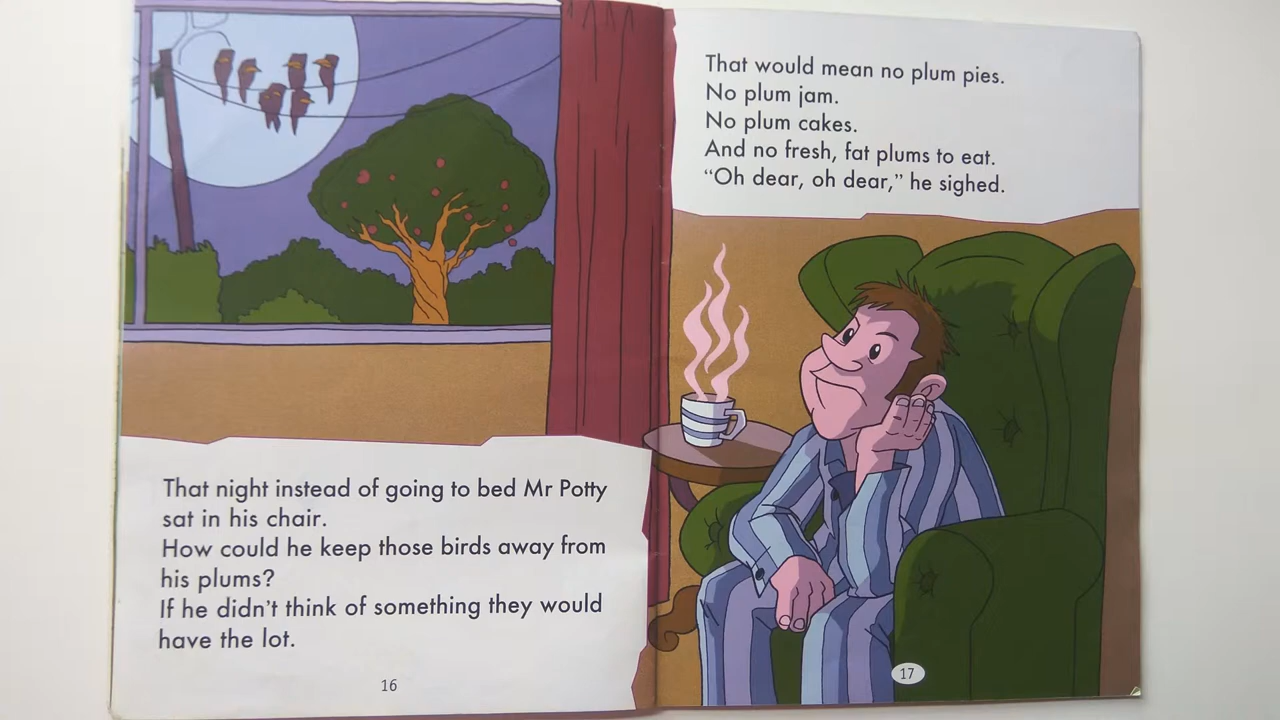 That night instead of going to bed Mr Potty
sat in his chair.
How could he keep those birds away from
his plums?
If he didn't think of something they would
have the lot.
16
That would mean no plum pies.
No plum jam.
No plum cakes.
And no fresh, fat plums to eat.
“Oh dear, oh dear,” he sighed.
17